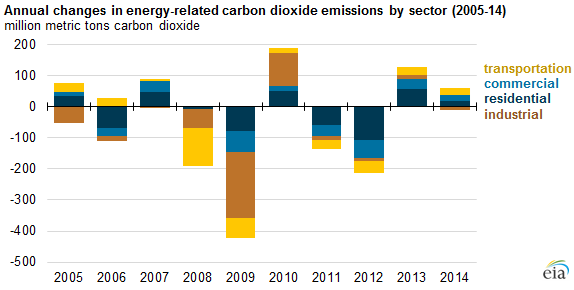 Annual changes in energy-related carbon dioxide emissions by sector (2005-14)
million metric tons carbon dioxide
200
100
0
-100
-200
-300
-400
-500
transportation
commercial
residential
industrial
2005 2006 2007 2008 2009 2010 2011 2012 2013 2014
eia